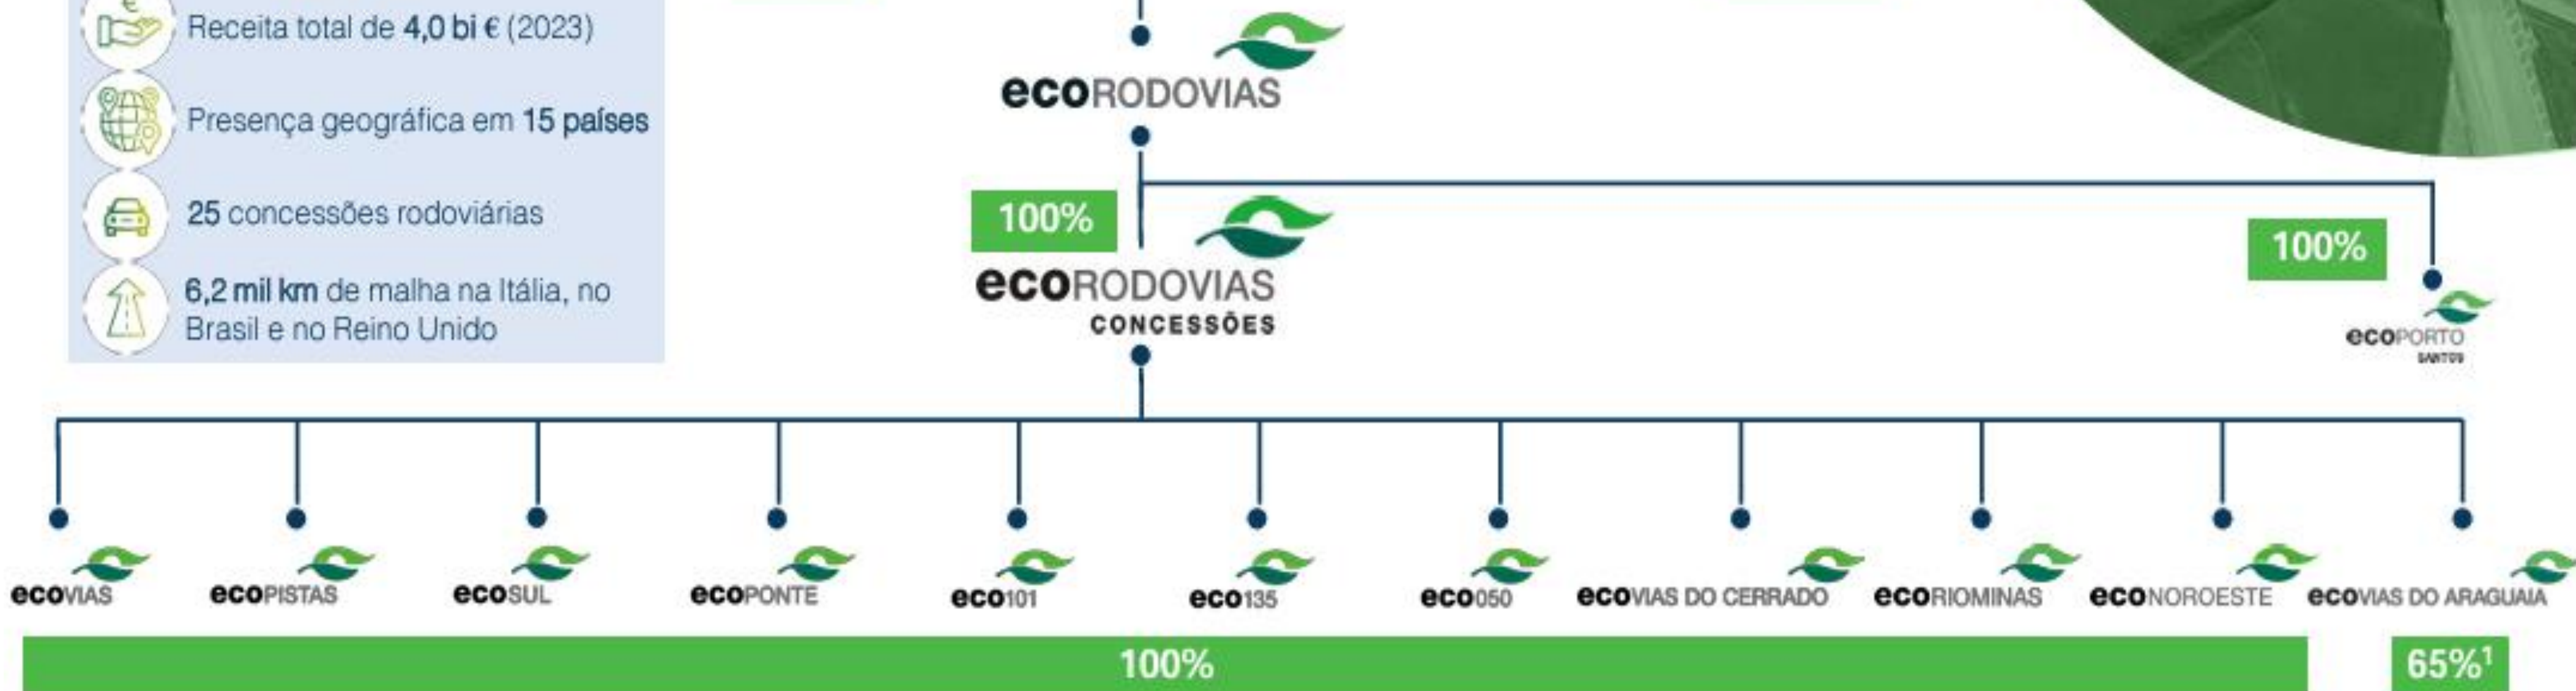 Receita total de 4,0 bi € (2023)
Presença geográfica em 15 países
25 concessões rodoviárias
6,2 mil km de malha na Itália, no
Brasil e no Reino Unido
ecoRODOVIAS
100%
ecoRODOVIAS
CONCESSÕES
100%
ecoPORTO
SANTOS
ecoVIAS
ecoPISTAS
ecoSUL
ecoPONTE
eco101
eco135
eco050
ecoVIAS DO CERRADO
ecoRIOMINAS
ecoNOROESTE
ecoVIAS DO ARAGUAIA
100%
65%¹